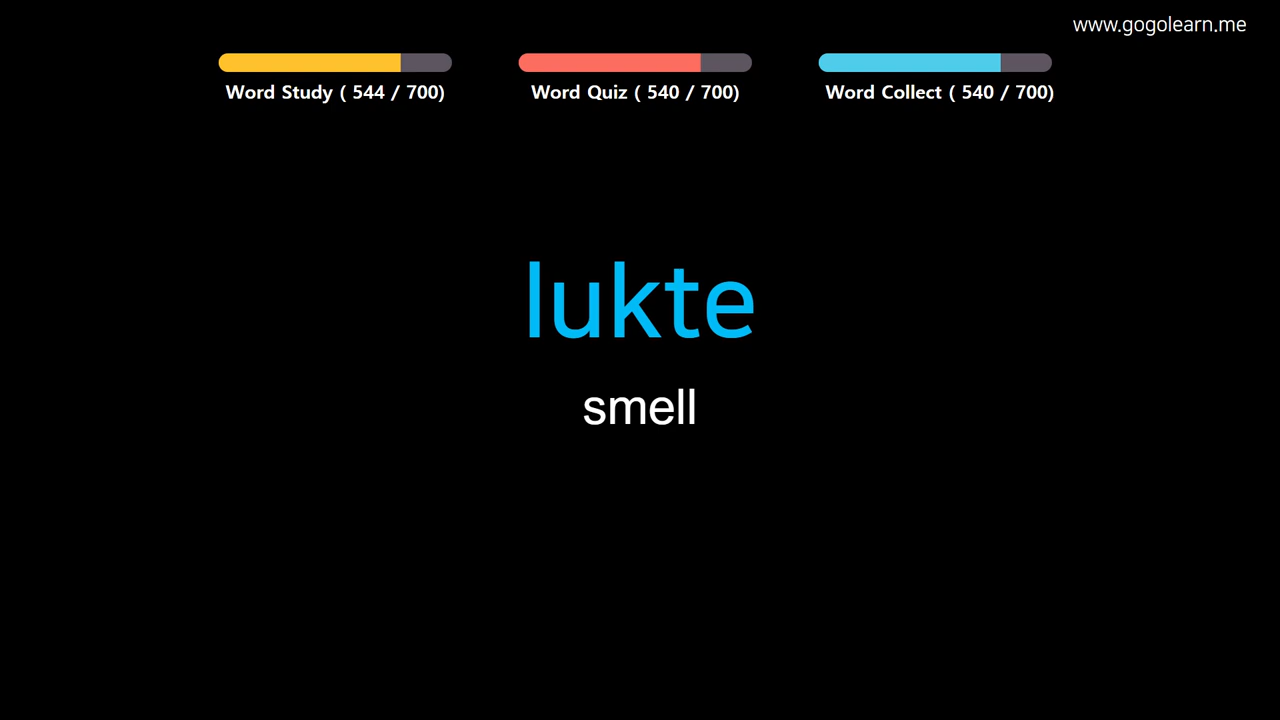 www.gogolearn.me
Word Study ( 544 / 700)
Word Quiz ( 540 / 700)
Word Collect ( 540 / 700)
lukte
smell